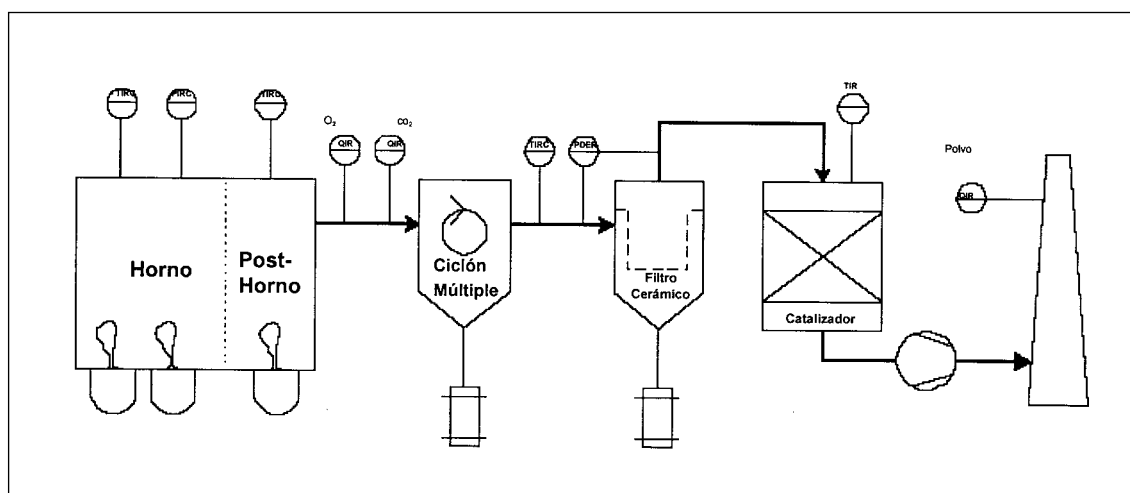 TIRC
PIRC
TIRC
O₂
CO₂
QIR
QIR
TIRC
PDER
TIR
Polvo
QIR
Horno
Post-
Horno
Ciclón
Múltiple
Filtro
Cerámico
Catalizador